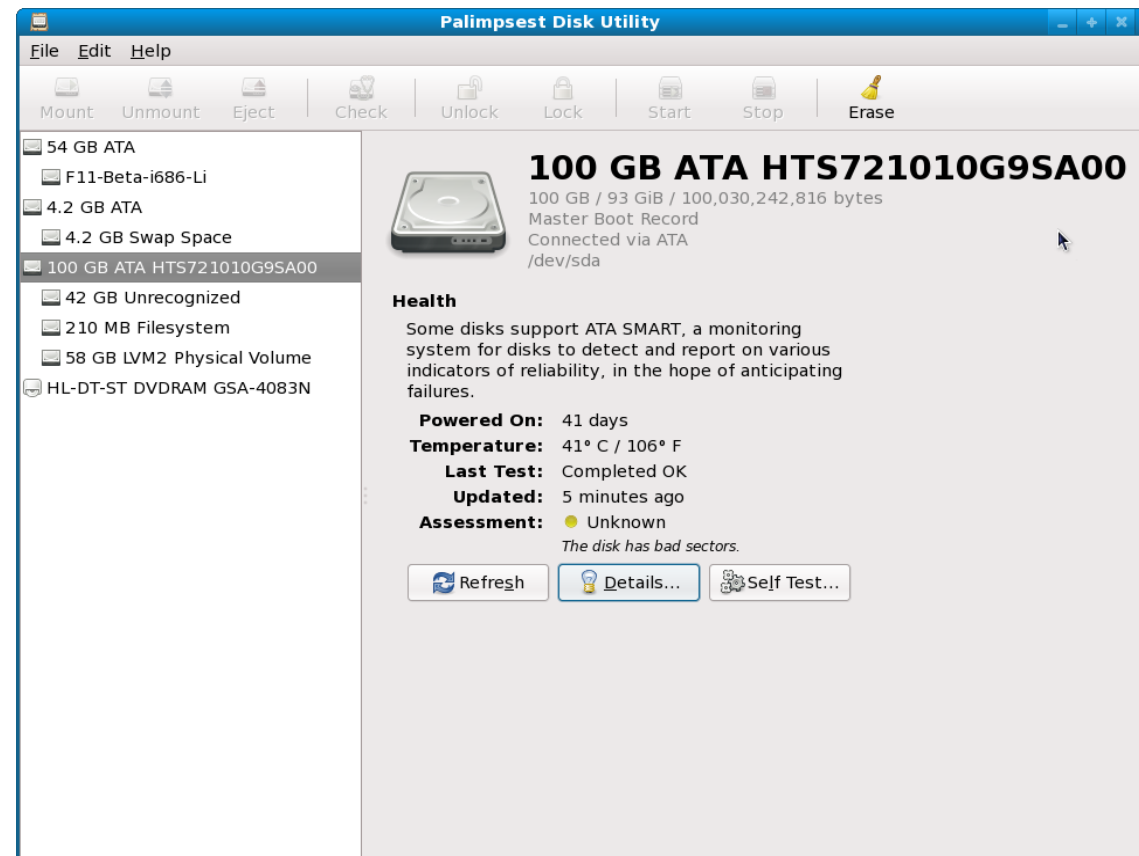 Palimpsest Disk Utility
File Edit Help
Mount Unmount Eject Check Unlock Lock Start Stop Erase
54 GB ATA
F11-Beta-i686-Li
4.2 GB ATA
4.2 GB Swap Space
100 GB ATA HTS721010G9SA00
42 GB Unrecognized
210 MB Filesystem
58 GB LVM2 Physical Volume
HL-DT-ST DVDRAM GSA-4083N
100 GB ATA HTS721010G9SA00
100 GB / 93 GiB / 100,030,242,816 bytes
Master Boot Record
Connected via ATA
/dev/sda
Health
Some disks support ATA SMART, a monitoring
system for disks to detect and report on various
indicators of reliability, in the hope of anticipating
failures.
Powered On: 41 days
Temperature: 41° C / 106° F
Last Test: Completed OK
Updated: 5 minutes ago
Assessment: Unknown
The disk has bad sectors.
Refresh Details... Self Test...